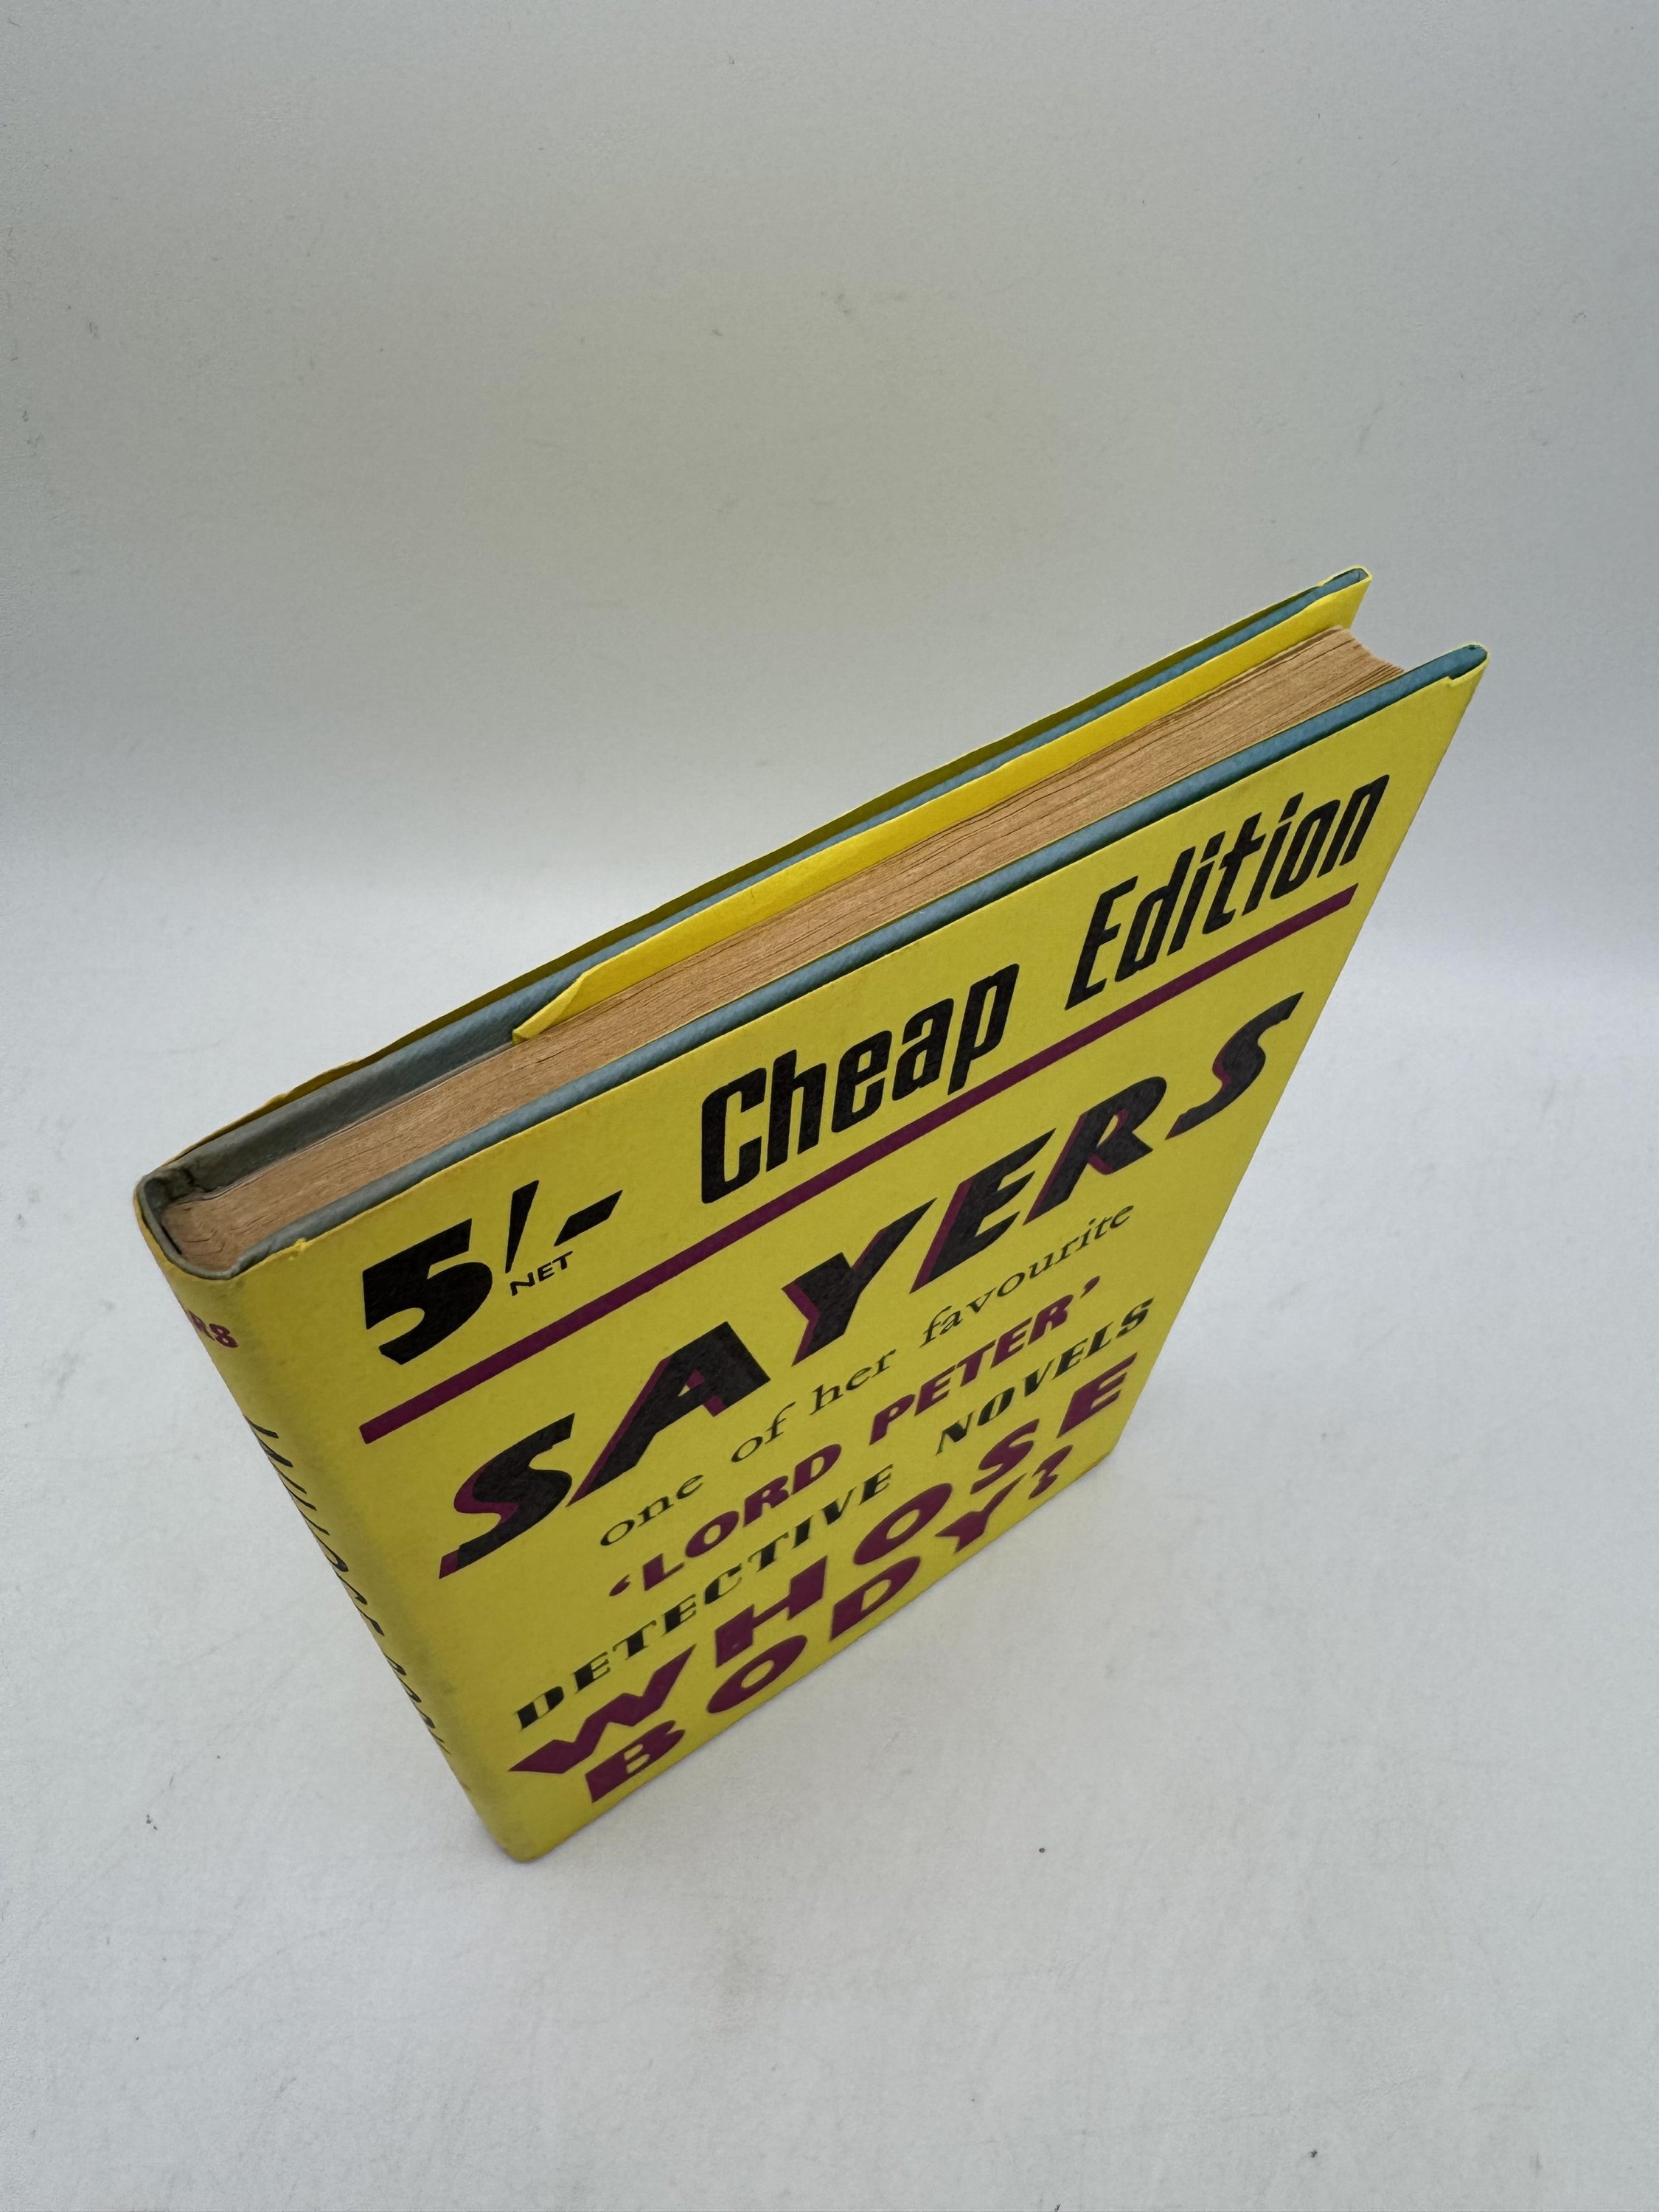 5/- Cheap Edition
NET
SAYERS
one of her favourite
'LORD PETER'
DETECTIVE NOVELS
WHOSE
BODY?